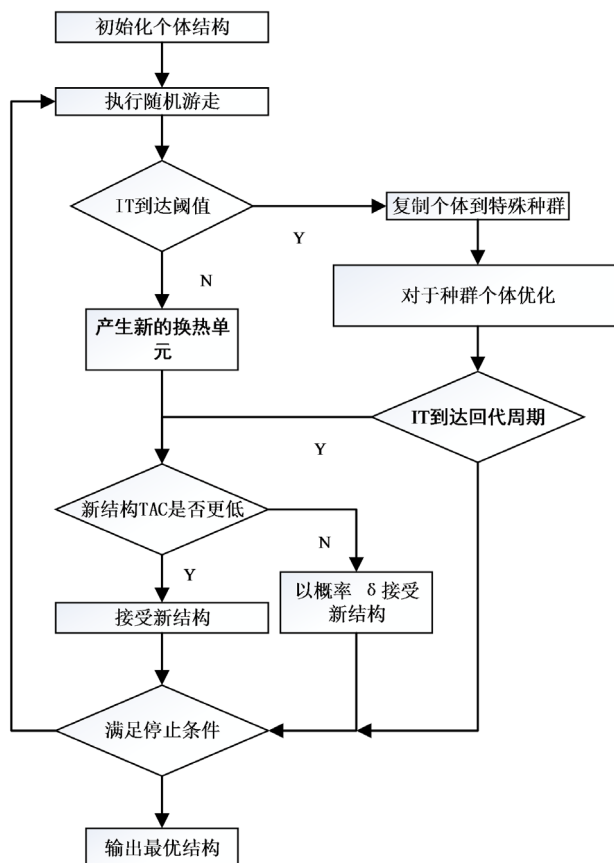 初始化个体结构
执行随机游走
IT到达阈值
Y
复制个体到特殊种群
N
对于种群个体优化
产生新的换热单
元
IT到达回代周期
Y
新结构TAC是否更低
N
Y
以概率 δ接受
新结构
接受新结构
满足停止条件
输出最优结构